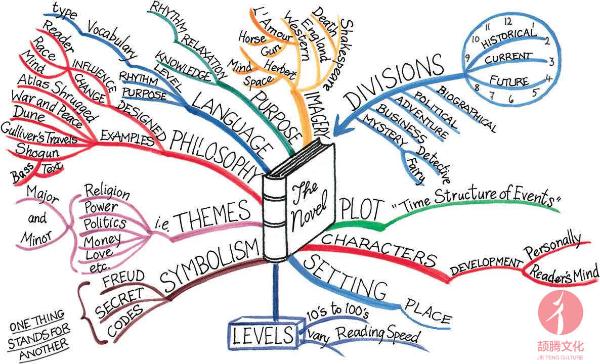 The Novel
DIVISIONS
HISTORICAL
CURRENT
FUTURE
12
1
2
3
4
5
6
7
8
9
10
11
BIOGRAPHICAL
POLITICAL
ADVENTURE
BUSINESS
MYSTERY
Detective
Fairy
PLOT
"Time Structure of Events"
CHARACTERS
DEVELOPMENT
Personally
Reader's Mind
SETTING
PLACE
LEVELS
10's to 100's
vary Reading Speed
SYMBOLISM
FREUD
SECRET
CODES
ONE THING
STANDS FOR
ANOTHER
THEMES
i.e
Religion
Power
Politics
Money
Love
etc.
Major
and
Minor
PHILOSOPHY
DESIGNED
INFLUENCE
CHANGE
Reader
Race
Mind
EXAMPLES
Atlas Shrugged
War and Peace
Dune
Gulliver's Travels
Shogun
Text
LANGUAGE
LEVEL
Vocabulary
type
RHYTHM
PURPOSE
PURPOSE
RELAXATION
RHYTHM
KNOWLEDGE
IMAGERY
Shakespeare
England
Western
L'Amour
Gun
Horse
Herbert
Space
Mind
颉腾文化
JIE TENG CULTURE